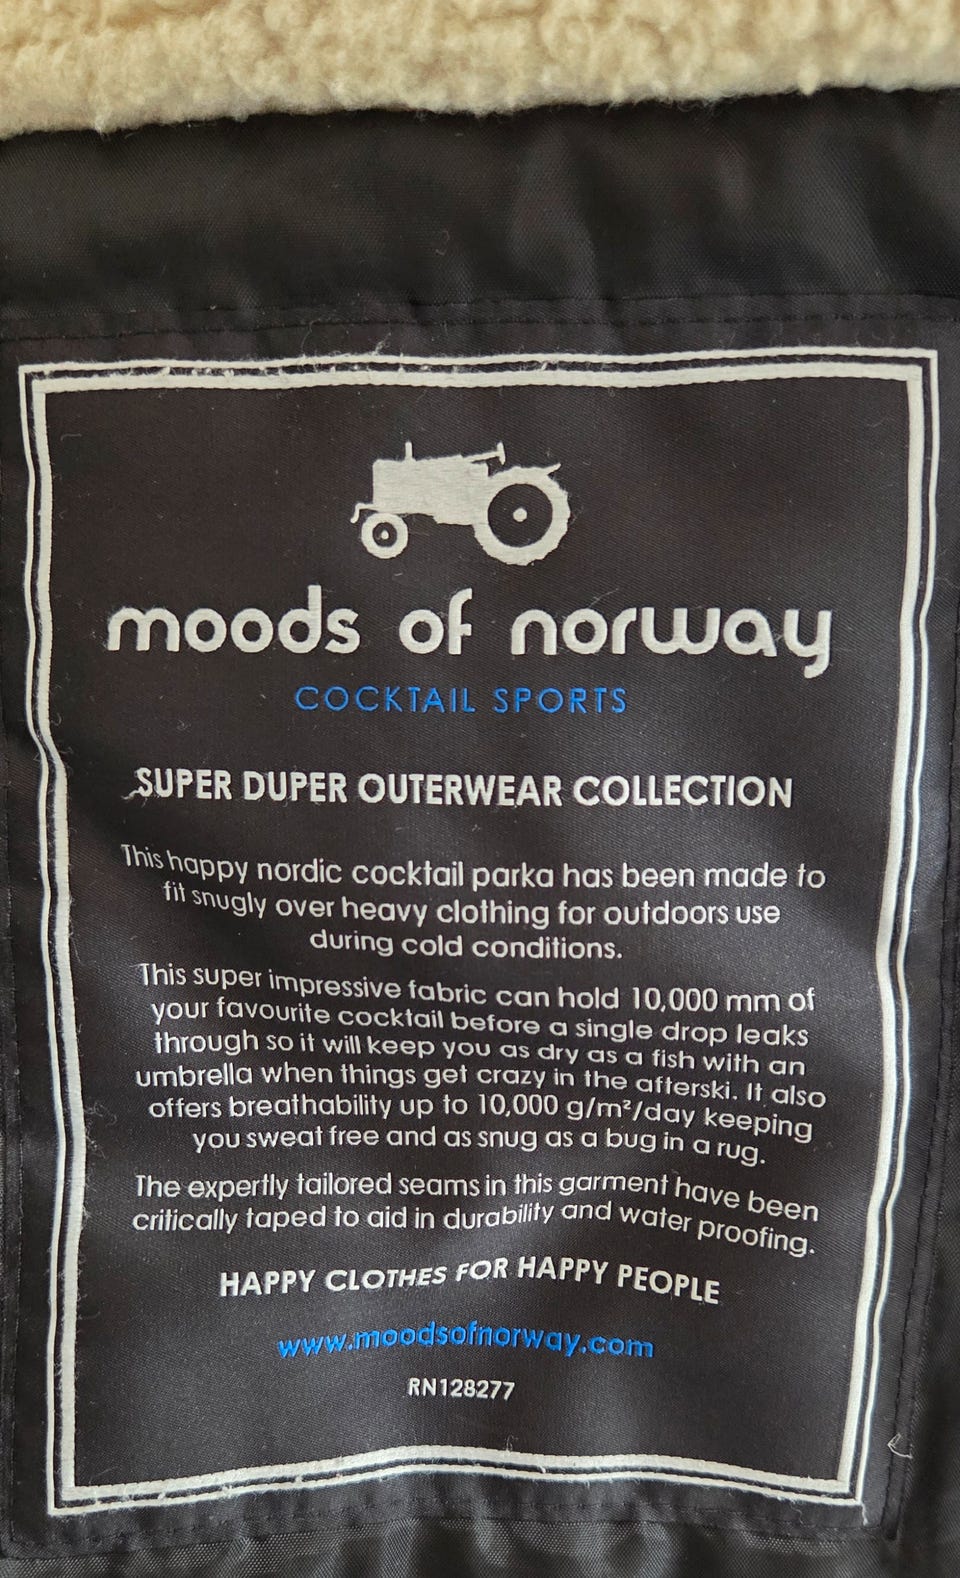 moods of norway
COCKTAIL SPORTS
SUPER DUPER OUTERWEAR COLLECTION
This happy nordic cocktail parka has been made to
fit snugly over heavy clothing for outdoors use
during cold conditions.
This super impressive fabric can hold 10,000 mm of
your favourite cocktail before a single drop leaks
through so it will keep you as dry as a fish with an
umbrella when things get crazy in the afterski. It also
offers breathability up to 10,000 g/m²/day keeping
you sweat free and as snug as a bug in a rug.
The expertly tailored seams in this garment have been
critically taped to aid in durability and water proofing.
HAPPY CLOTHES FOR HAPPY PEOPLE
www.moodsofnorway.com
RN128277